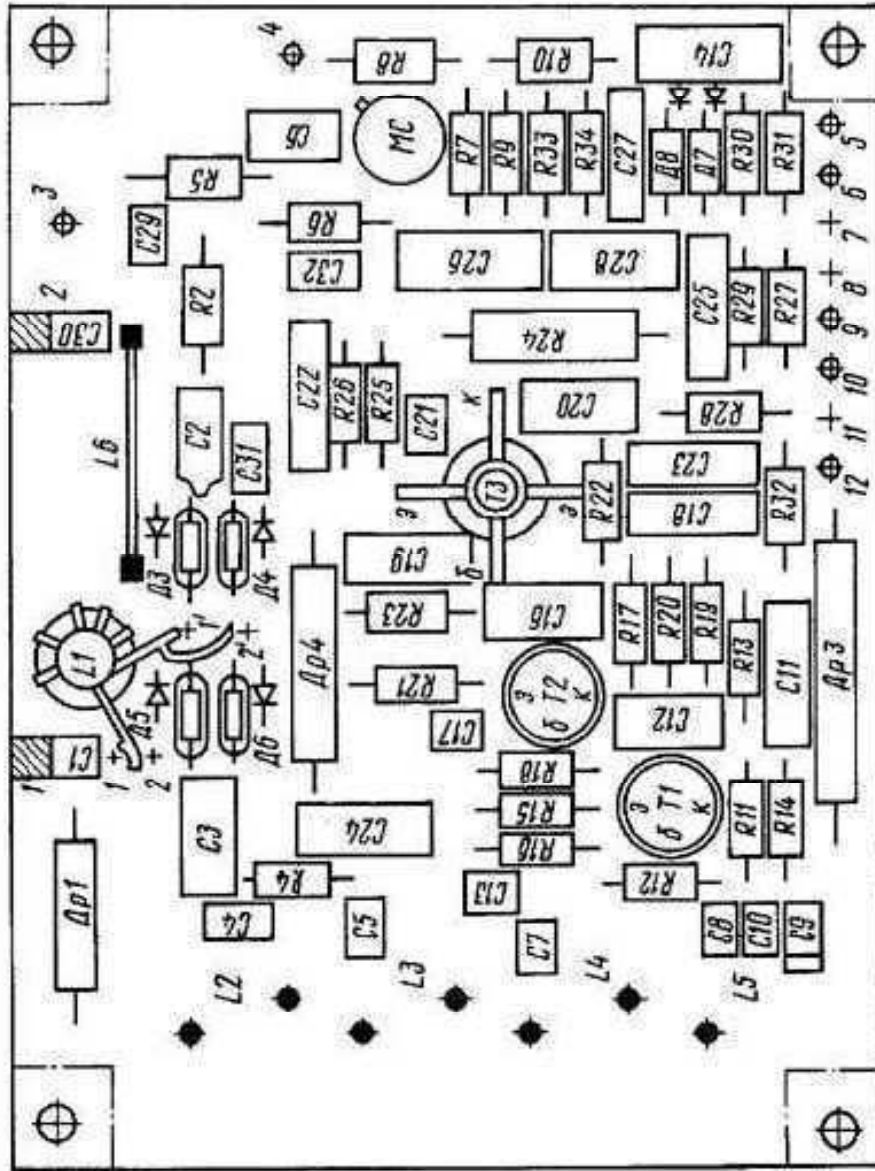 4
R8
R10
C14
C6
MC
R7
R9
R33
R34
C27
Д8
Д7
R30
R31
5
R5
6
3
C29
R6
7
2
C30
R2
C32
C26
C28
C25
R29
R27
8
R24
9
L6
C22
R26
R25
10
C2
C21
к
C20
R28
11
C31
T3
C23
12
э
э
R22
C18
R32
Д3
Д4
C19
б
1'
R23
C16
R17
R20
R19
R13
L1
2'
Др4
C11
Др3
Д5
R21
Э
б T2
К
C12
1
C1
Д6
C17
1
2
R18
Э
б T1
К
C3
C24
R15
R11
R14
Др1
R16
R4
C13
R12
C4
C5
C7
C8
C10
C9
L2
L3
L4
L5